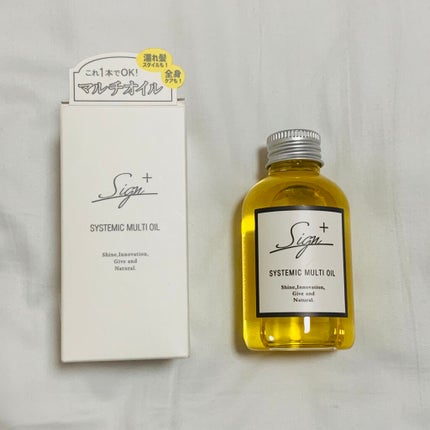 これ1本でOK!
マルチオイル
濡れ髪
スタイルも!
全身
ケアも!
Sign+
SYSTEMIC MULTI OIL
Shine,Innovation,
Give and
Natural.
Sign+
SYSTEMIC MULTI OIL
Shine,Innovation,
Give and
Natural.